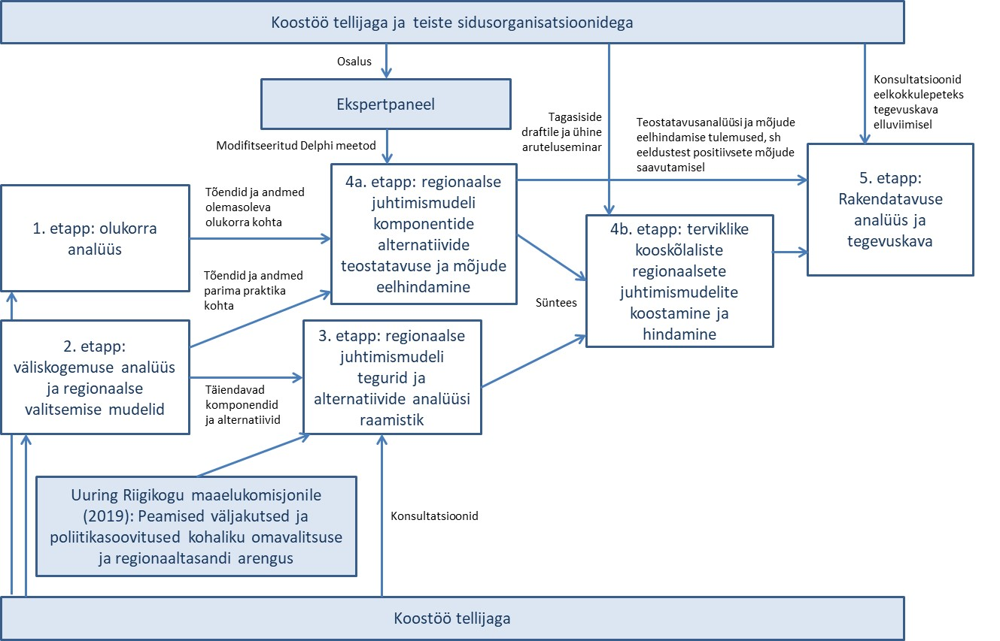 Koostöö tellijaga ja teiste sidusorganisatsioonidega
Osalus
Ekspertpaneel
Modifitseeritud Delphi meetod
Tagasiside
draftile ja ühine
aruteluseminar
Konsultatsioonid
eelkokkulepeteks
tegevuskava
elluviimisel
Teostatavusanalüüsi ja mõjude
eelhindamise tulemused, sh
eeldustest positiivsete mõjude
saavutamisel
1. etapp: olukorra
analüüs
Tõendid ja andmed
olemasoleva
olukorra kohta
4a. etapp: regionaalse
juhtimismudeli
komponentide
alternatiivide
teostatavuse ja mõjude
eelhindamine
5. etapp:
Rakendatavuse
analüüs ja
tegevuskava
4b. etapp: terviklike
kooskõlaliste
regionaalsete
juhtimismudelite
koostamine ja
hindamine
Tõendid ja andmed
parima praktika
kohta
Süntees
2. etapp:
väliskogemuse analüüs
ja regionaalse
valitsemise mudelid
Täiendavad
komponendid
ja alternatiivid
3. etapp: regionaalse
juhtimismudeli
tegurid ja
alternatiivide analüüsi
raamistik
Uuring Riigikogu maaelukomisjonile
(2019): Peamised väljakutsed ja
poliitikasoovitused kohaliku omavalitsuse
ja regionaaltasandi arengus
Konsultatsioonid
Koostöö tellijaga